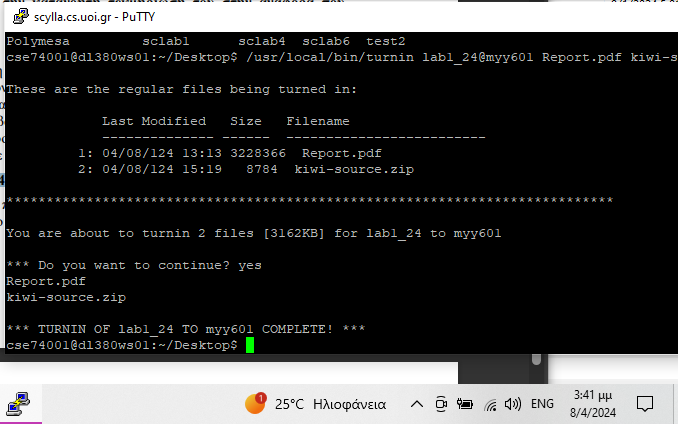 scylla.cs.uoi.gr - PuTTY
Polymesa sclab1 sclab4 sclab6 test2
cse74001@dl380ws01:~/Desktop$ /usr/local/bin/turnin lab1_24@myy601 Report.pdf kiwi-s
These are the regular files being turned in:
Last Modified Size Filename
-------------- ------ -------------------------
1: 04/08/124 13:13 3228366 Report.pdf
2: 04/08/124 15:19 8784 kiwi-source.zip
****************************************************************************
You are about to turnin 2 files [3162KB] for lab1_24 to myy601
*** Do you want to continue? yes
Report.pdf
kiwi-source.zip
*** TURNIN OF lab1_24 TO myy601 COMPLETE! ***
cse74001@dl380ws01:~/Desktop$
1
25°C Ηλιοφάνεια
ENG
3:41 μμ
8/4/2024